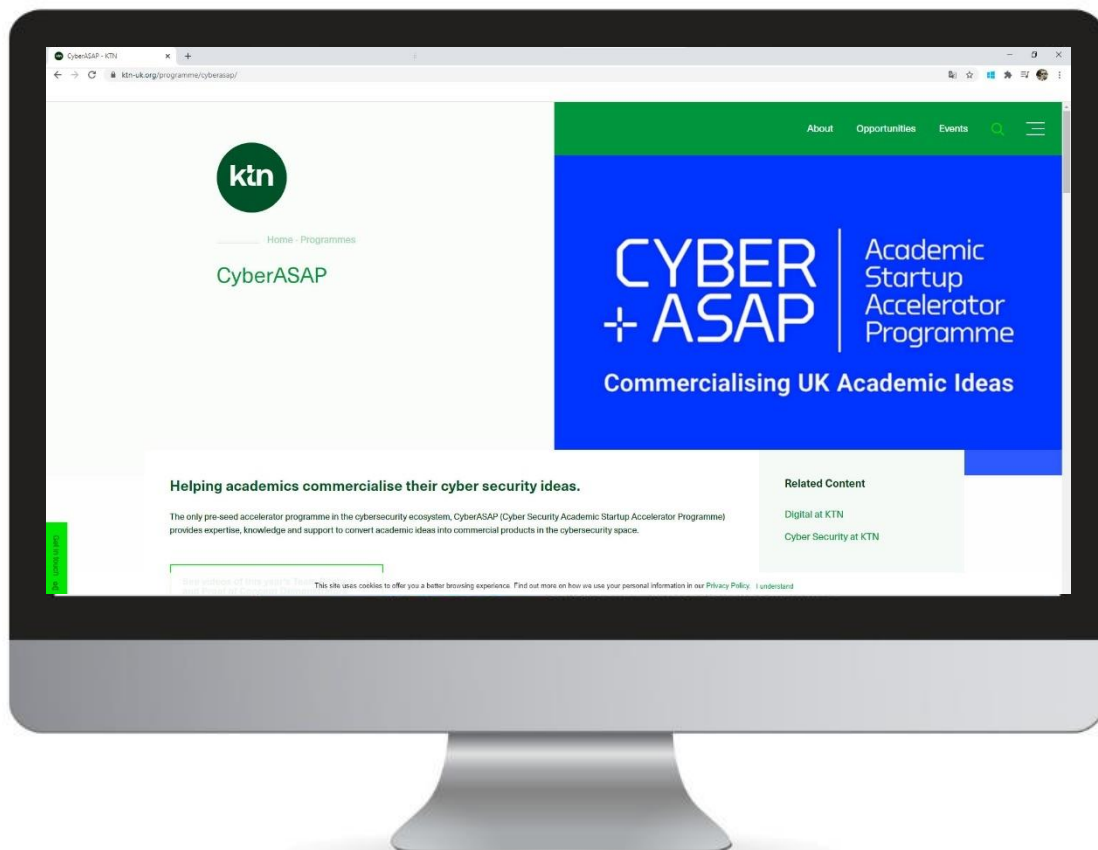 CyberASAP - KTN
ktn-uk.org/programme/cyberasap/
About Opportunities Events
ktn
Home - Programmes
CyberASAP
CYBER
+ ASAP
Academic
Startup
Accelerator
Programme
Commercialising UK Academic Ideas
Helping academics commercialise their cyber security ideas.
The only pre-seed accelerator programme in the cybersecurity ecosystem, CyberASAP (Cyber Security Academic Startup Accelerator Programme)
provides expertise, knowledge and support to convert academic ideas into commercial products in the cybersecurity space.
Related Content
Digital at KTN
Cyber Security at KTN
Get in touch
This site uses cookies to offer you a better browsing experience. Find out more on how we use your personal information in our Privacy Policy. I understand